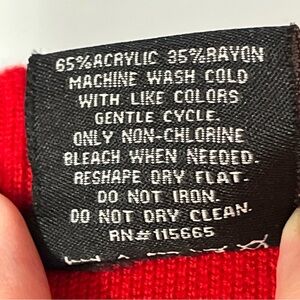 65%ACRYLIC 35%RAYON
MACHINE WASH COLD
WITH LIKE COLORS
GENTLE CYCLE.
ONLY NON-CHLORINE
BLEACH WHEN NEEDED.
RESHAPE DRY FLAT.
DO NOT IRON.
DO NOT DRY CLEAN.
RN#115665